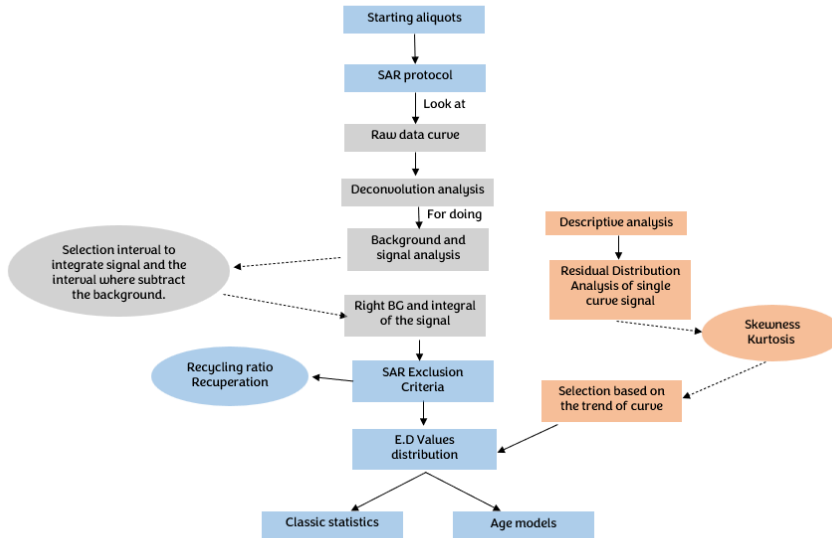 Starting aliquots
SAR protocol
Look at
Raw data curve
Deconvolution analysis
For doing
Background and
signal analysis
Selection interval to
integrate signal and the
interval where subtract
the background.
Right BG and integral
of the signal
SAR Exclusion
Criteria
Recycling ratio
Recuperation
Descriptive analysis
Residual Distribution
Analysis of single
curve signal
Skewness
Kurtosis
Selection based on
the trend of curve
E.D Values
distribution
Classic statistics
Age models